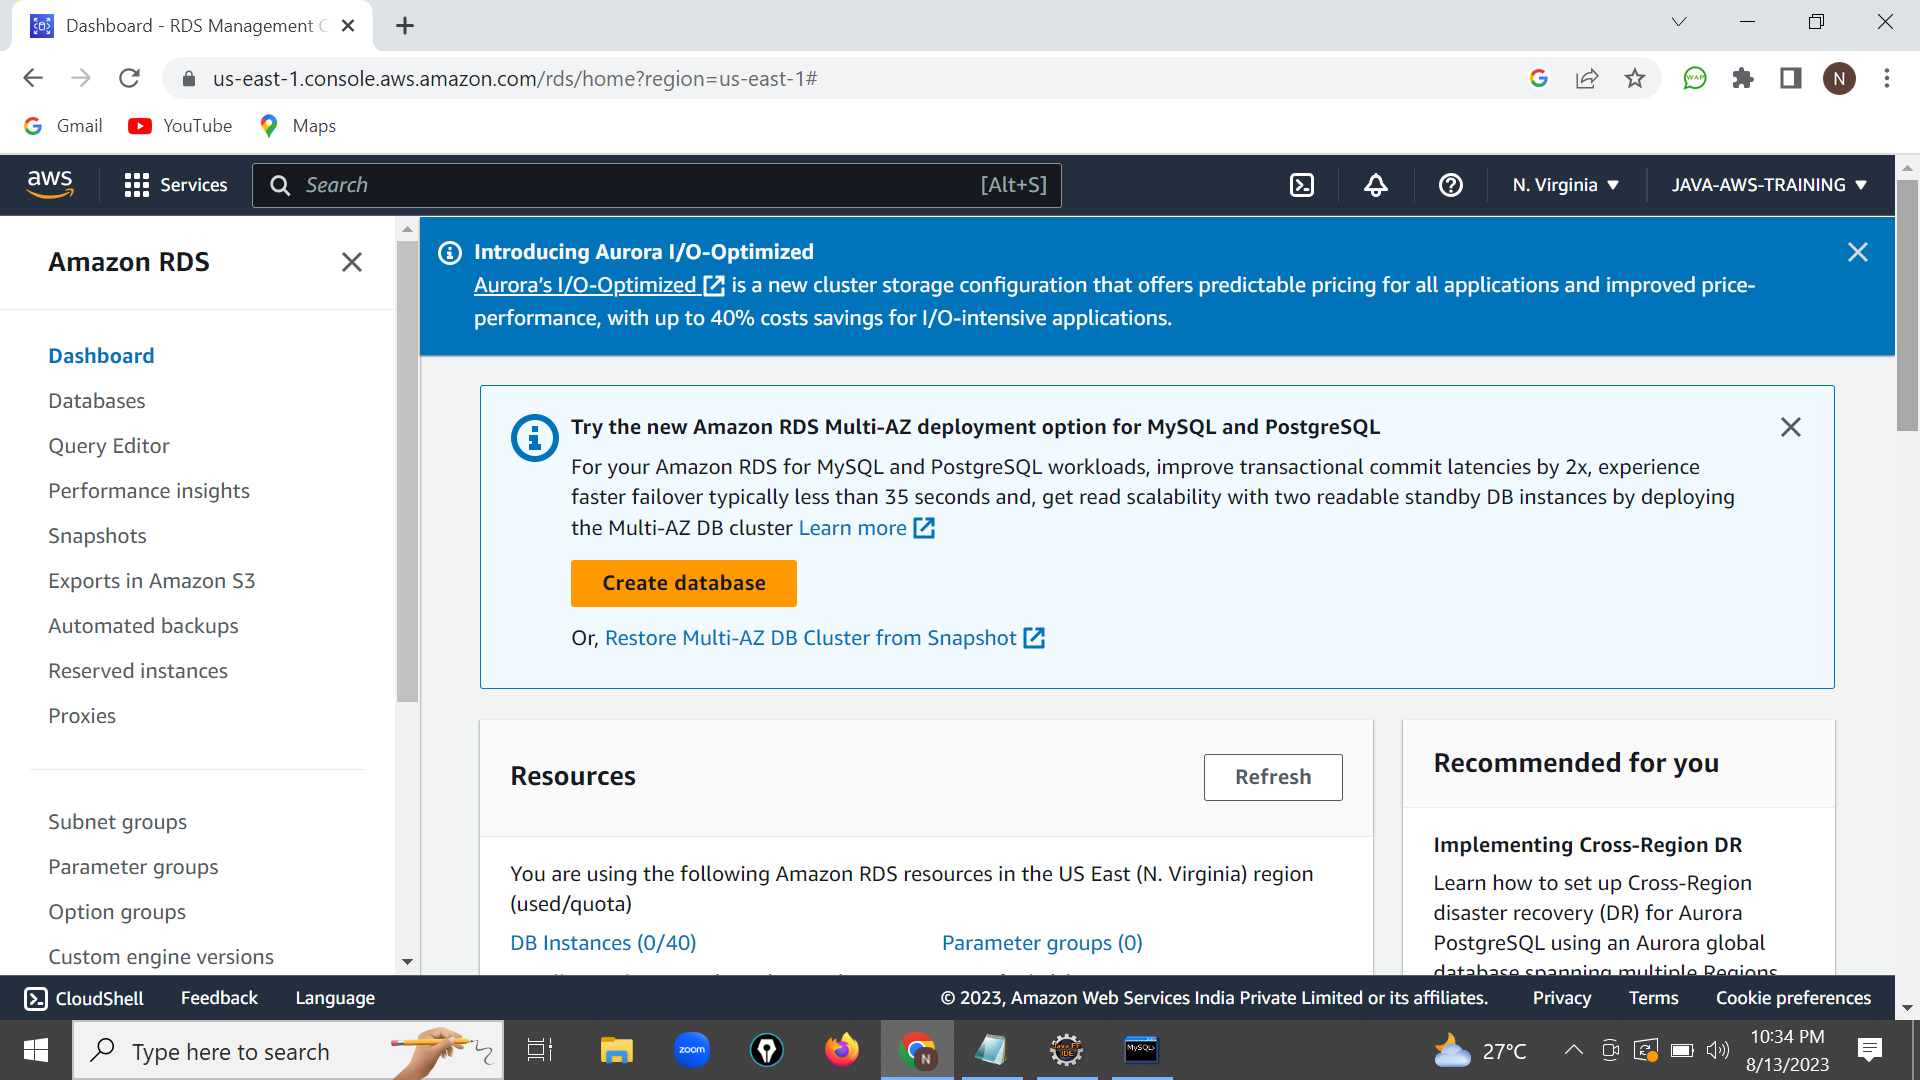 Dashboard - RDS Management C
us-east-1.console.aws.amazon.com/rds/home?region=us-east-1#
WAP
N
Gmail
YouTube
Maps
aws
Services
Search
[Alt+S]
N. Virginia
JAVA-AWS-TRAINING
Amazon RDS
Dashboard
Databases
Query Editor
Performance insights
Snapshots
Exports in Amazon S3
Automated backups
Reserved instances
Proxies
Subnet groups
Parameter groups
Option groups
Custom engine versions
Introducing Aurora I/O-Optimized
Aurora's I/O-Optimized is a new cluster storage configuration that offers predictable pricing for all applications and improved price-
performance, with up to 40% costs savings for I/O-intensive applications.
Try the new Amazon RDS Multi-AZ deployment option for MySQL and PostgreSQL
For your Amazon RDS for MySQL and PostgreSQL workloads, improve transactional commit latencies by 2x, experience
faster failover typically less than 35 seconds and, get read scalability with two readable standby DB instances by deploying
the Multi-AZ DB cluster Learn more
Create database
Or, Restore Multi-AZ DB Cluster from Snapshot
Resources
Refresh
You are using the following Amazon RDS resources in the US East (N. Virginia) region
(used/quota)
DB Instances (0/40)
Parameter groups (0)
Recommended for you
Implementing Cross-Region DR
Learn how to set up Cross-Region
disaster recovery (DR) for Aurora
PostgreSQL using an Aurora global
database spanning multiple Regions
CloudShell
Feedback
Language
© 2023, Amazon Web Services India Private Limited or its affiliates.
Privacy
Terms
Cookie preferences
Type here to search
zoom
N
Java EE
IDE
MySQL
27°C
10:34 PM
8/13/2023